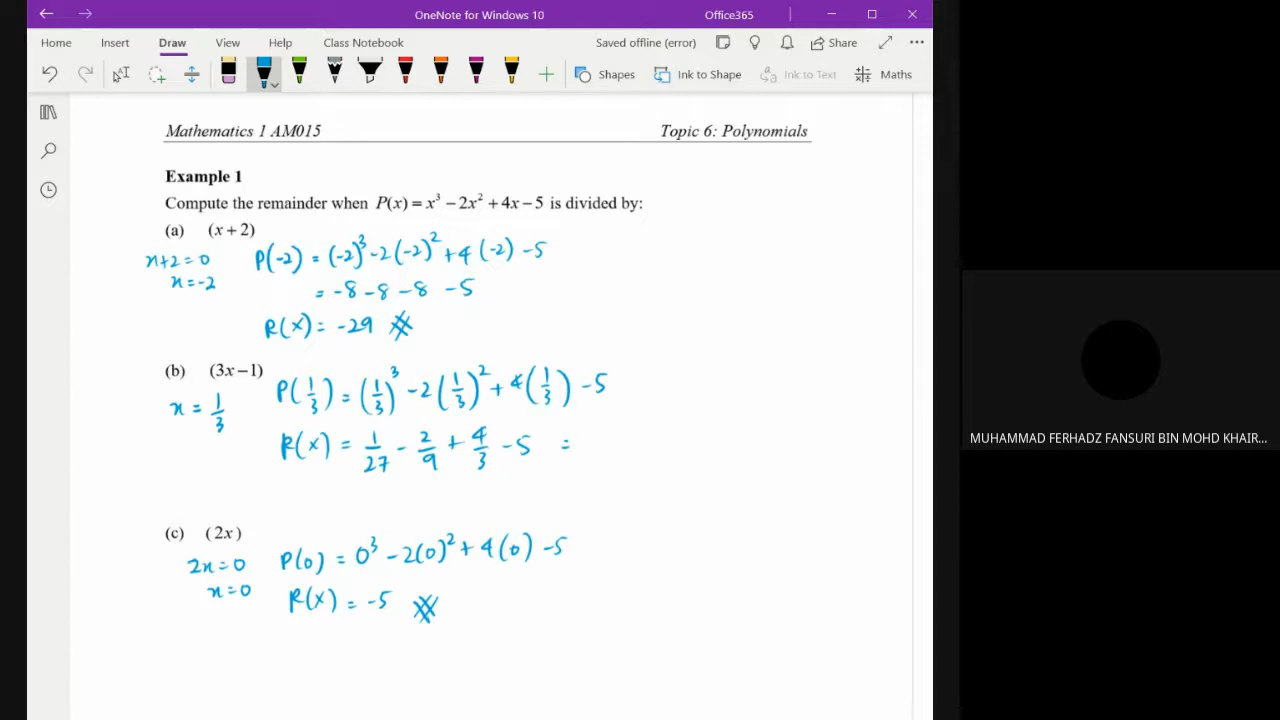 OneNote for Windows 10
Office365
Home Insert Draw View Help Class Notebook Saved offline (error) Share
Shapes Ink to Shape Ink to Text Maths
Mathematics 1 AM015 Topic 6: Polynomials
Example 1
Compute the remainder when P(x) = x³ − 2x² + 4x − 5 is divided by:
(a) (x + 2)
x+2=0 P(-2) = (-2)³ -2(-2)² +4(-2) -5
x=-2 = -8 -8 -8 -5
R(x) = -29
(b) (3x − 1)
x = 1/3 P(1/3) = (1/3)³ -2(1/3)² + 4(1/3) -5
R(x) = 1/27 - 2/9 + 4/3 - 5 =
(c) (2x)
2x=0 P(0) = 0³ -2(0)² + 4(0) -5
x=0 R(x) = -5
MUHAMMAD FERHADZ FANSURI BIN MOHD KHAIR...